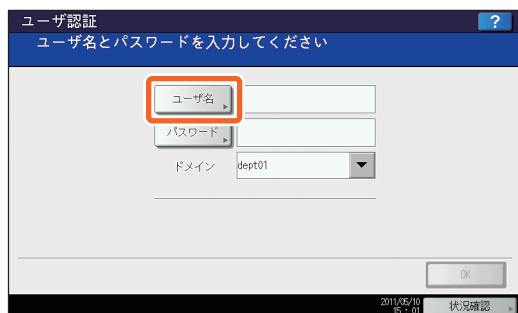 ユーザ認証
?
ユーザ名とパスワードを入力してください
ユーザ名
パスワード
ドメイン dept01
OK
2011/05/10
15:01 状況確認